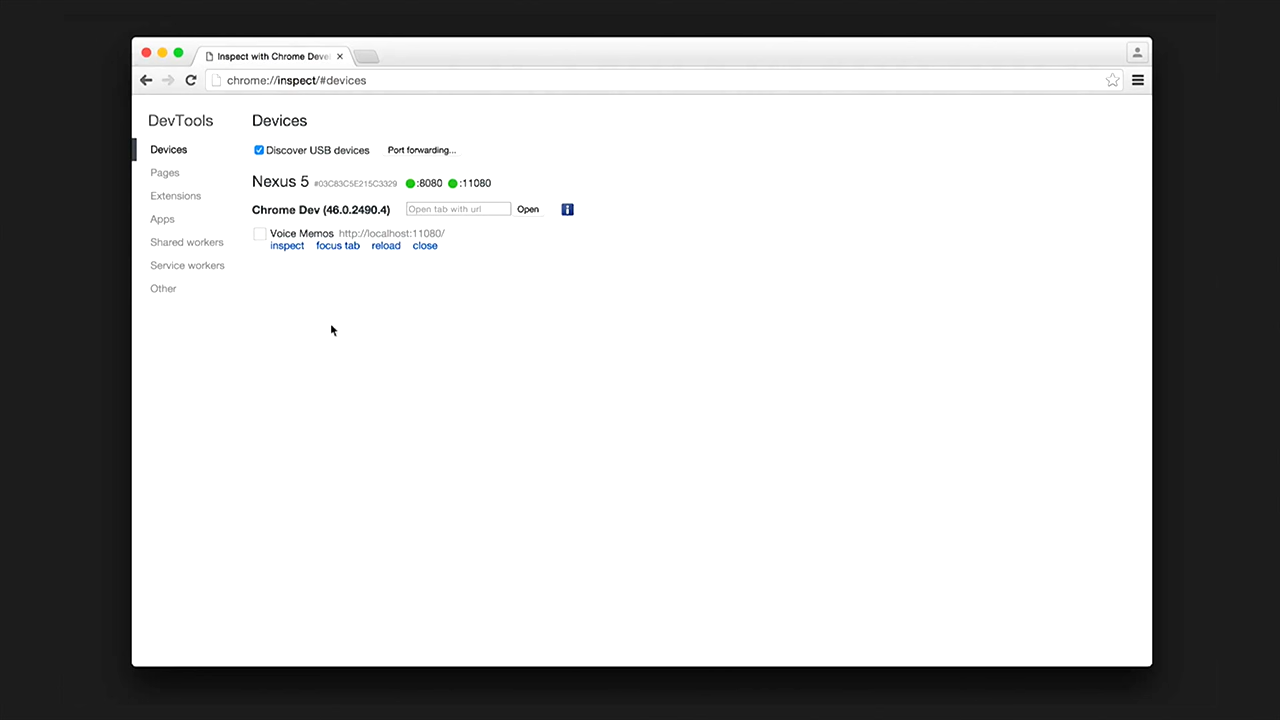 Inspect with Chrome Deve
chrome://inspect/#devices
DevTools
Devices
Pages
Extensions
Apps
Shared workers
Service workers
Other
Devices
Discover USB devices Port forwarding...
Nexus 5 #03C83C5E215C3329 :8080 :11080
Chrome Dev (46.0.2490.4) Open tab with url Open
Voice Memos http://localhost:11080/
inspect focus tab reload close